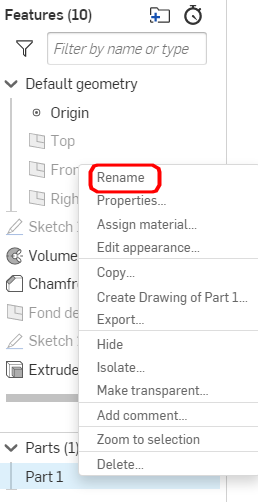 Features (10)
Filter by name or type
Default geometry
Origin
Top
Fron
Righ
Sketch
Volume
Chamfr
Fond de
Sketch
Extrude
Rename
Properties...
Assign material...
Edit appearance...
Copy...
Create Drawing of Part 1...
Export...
Hide
Isolate...
Make transparent...
Add comment...
Zoom to selection
Delete...
Parts (1)
Part 1